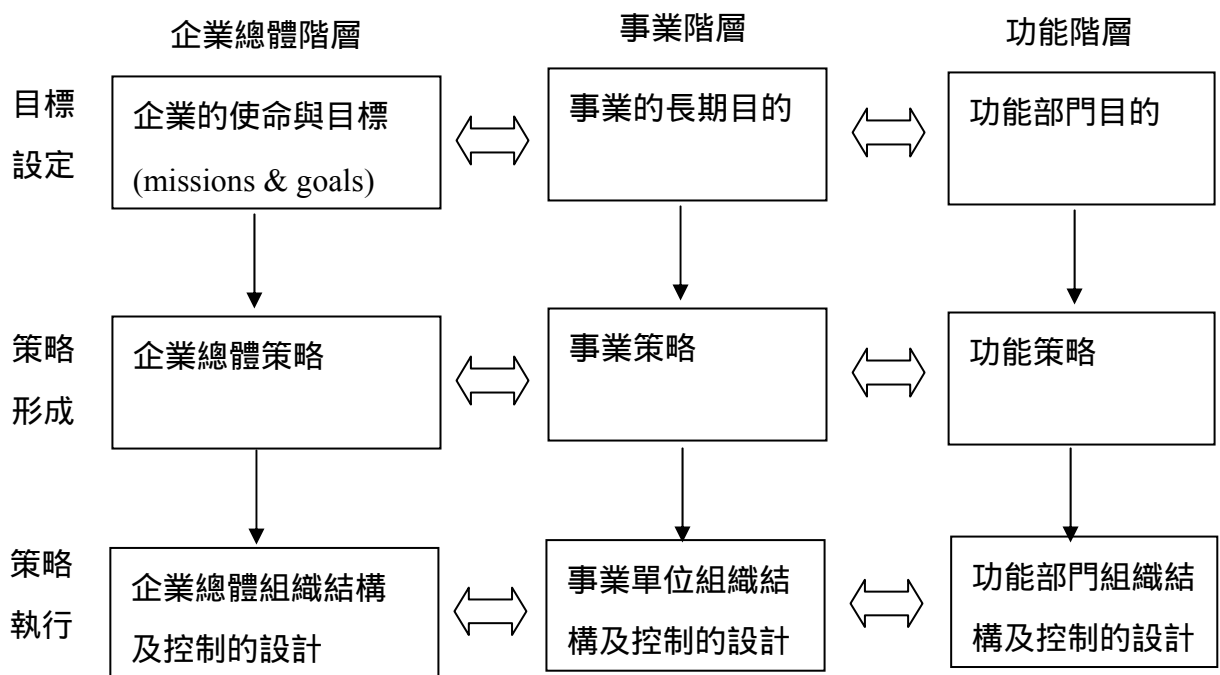 企業總體階層
事業階層
功能階層
目標
設定
企業的使命與目標
(missions & goals)
事業的長期目的
功能部門目的
策略
形成
企業總體策略
事業策略
功能策略
策略
執行
企業總體組織結構
及控制的設計
事業單位組織結
構及控制的設計
功能部門組織結
構及控制的設計